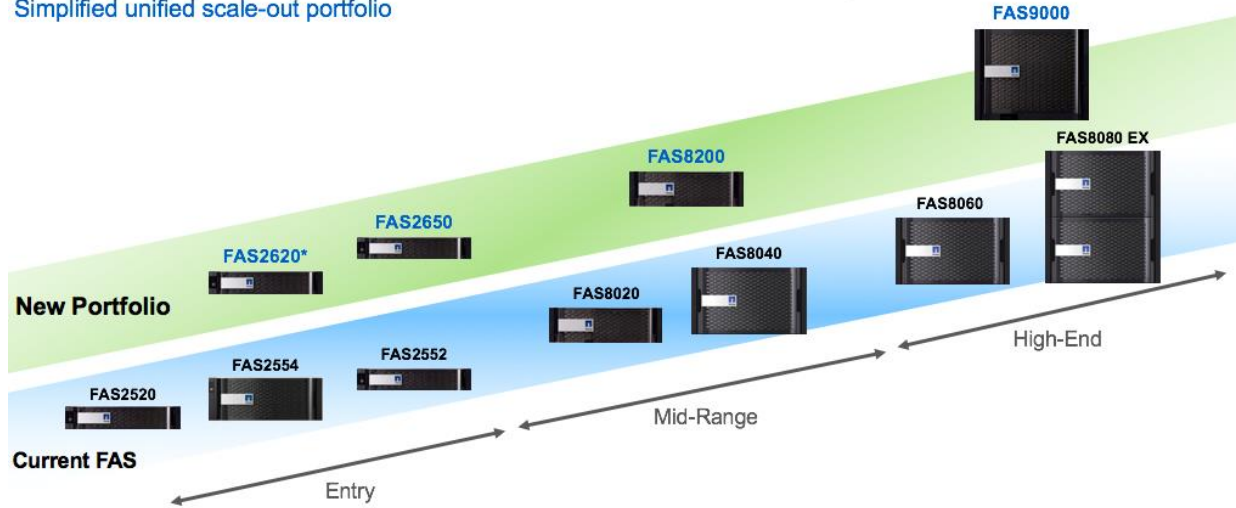 Simplified unified scale-out portfolio
FAS9000
FAS8080 EX
FAS8200
FAS8060
FAS2650
FAS2620*
FAS8040
New Portfolio
FAS8020
High-End
FAS2554
FAS2552
FAS2520
Mid-Range
Current FAS
Entry